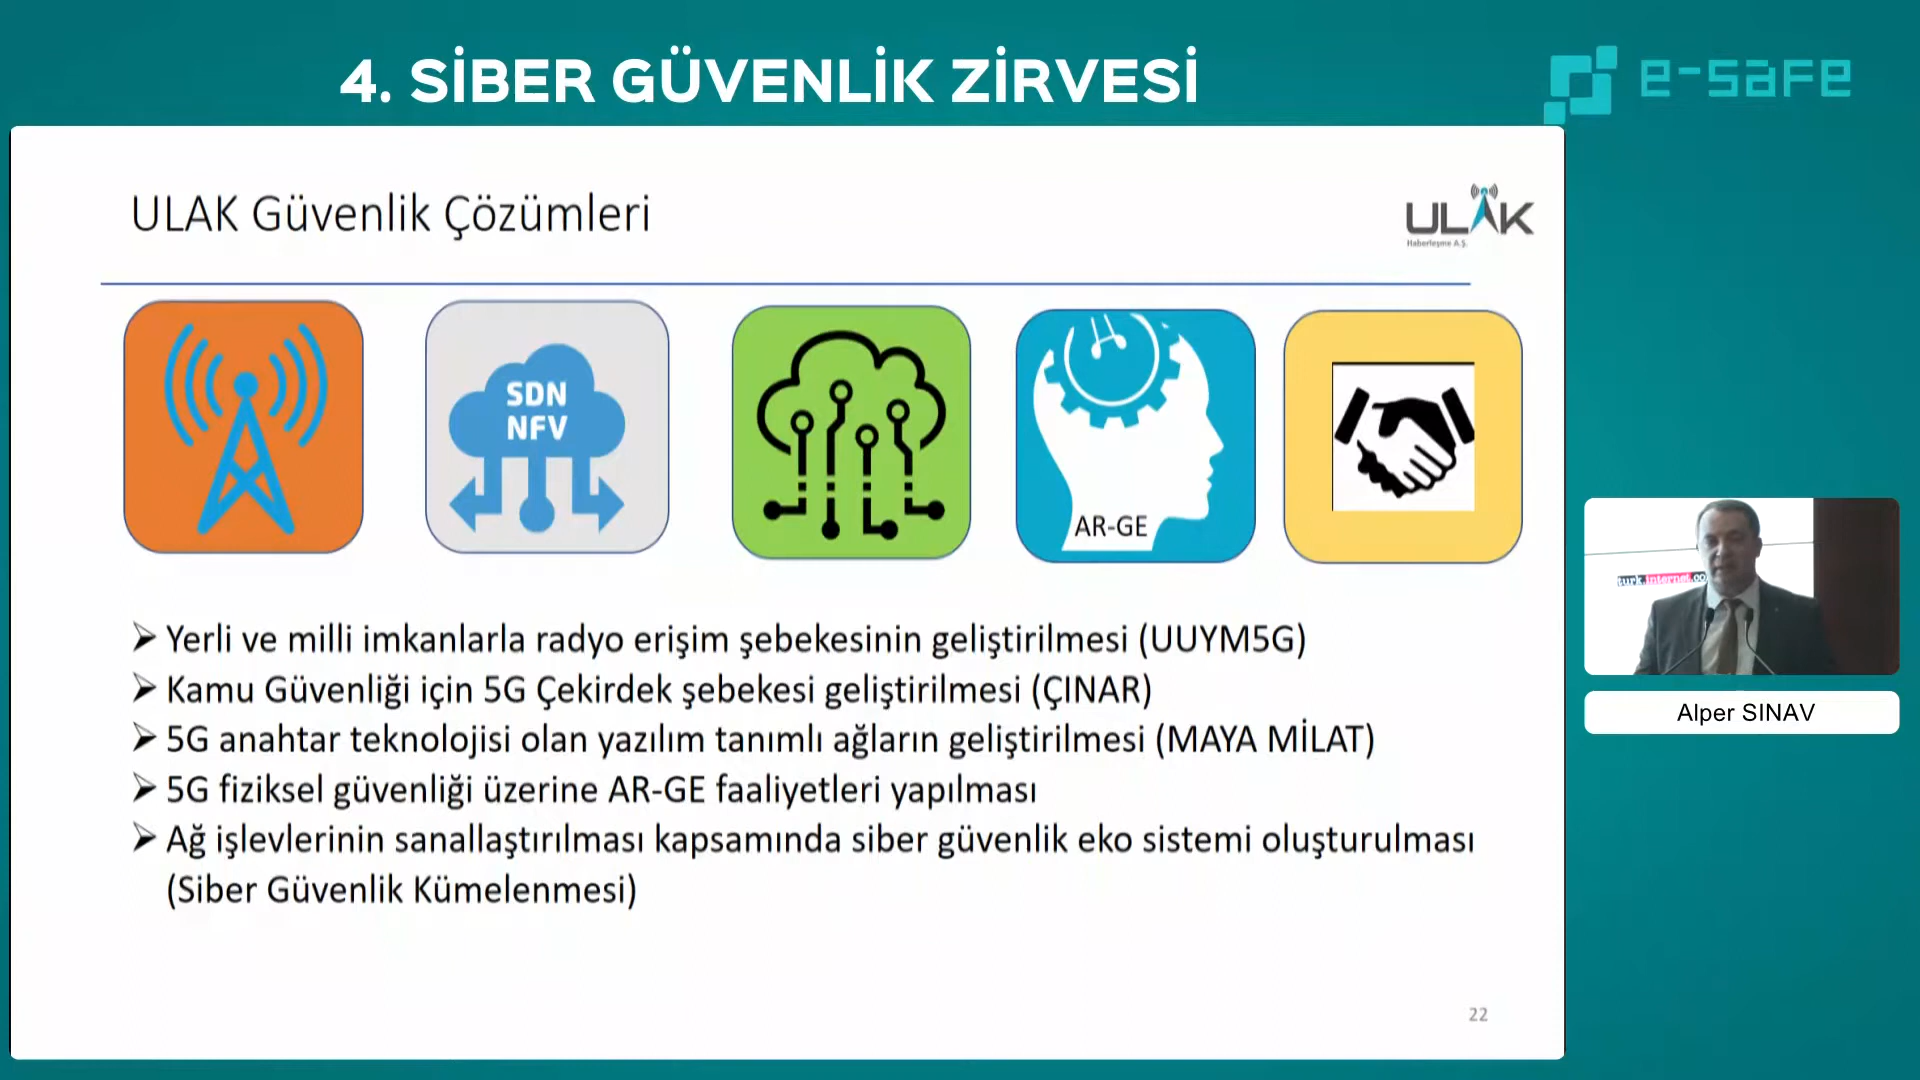 4. SİBER GÜVENLİK ZİRVESİ
e-safe
ULAK Güvenlik Çözümleri
ULAK
Haberleşme A.Ş.
SDN
NFV
AR-GE
Yerli ve milli imkanlarla radyo erişim şebekesinin geliştirilmesi (UUYM5G)
Kamu Güvenliği için 5G Çekirdek şebekesi geliştirilmesi (ÇINAR)
5G anahtar teknolojisi olan yazılım tanımlı ağların geliştirilmesi (MAYA MİLAT)
5G fiziksel güvenliği üzerine AR-GE faaliyetleri yapılması
Ağ işlevlerinin sanallaştırılması kapsamında siber güvenlik eko sistemi oluşturulması
(Siber Güvenlik Kümelenmesi)
turk.internet.co
Alper SINAV
22